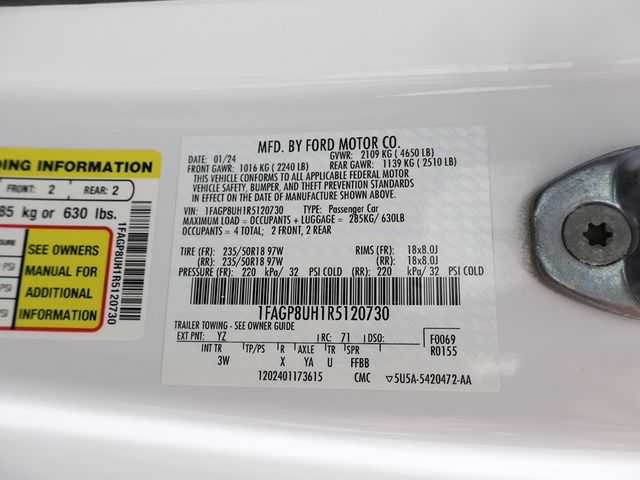 DING INFORMATION
FRONT: 2 REAR: 2
85 kg or 630 lbs.
SEE OWNERS
MANUAL FOR
ADDITIONAL
INFORMATION
PSI
PSI
1FAGP8UH1R5120730
MFD. BY FORD MOTOR CO.
DATE: 01/24 GVWR: 2109 KG ( 4650 LB)
FRONT GAWR: 1016 KG ( 2240 LB) REAR GAWR: 1139 KG ( 2510 LB)
THIS VEHICLE CONFORMS TO ALL APPLICABLE FEDERAL MOTOR
VEHICLE SAFETY, BUMPER, AND THEFT PREVENTION STANDARDS
IN EFFECT ON THE DATE OF MANUFACTURE SHOWN ABOVE.
VIN: 1FAGP8UH1R5120730 TYPE: Passenger Car
MAXIMUM LOAD = OCCUPANTS + LUGGAGE = 285KG/ 630LB
OCCUPANTS = 4 TOTAL; 2 FRONT, 2 REAR
TIRE (FR): 235/50R18 97W RIMS (FR): 18x8.0J
TIRE (RR): 235/50R18 97W (RR): 18x8.0J
PRESSURE (FR): 220 kPa/ 32 PSI COLD (RR): 220 kPa/ 32 PSI COLD
1FAGP8UH1R5120730
TRAILER TOWING - SEE OWNER GUIDE
EXT PNT: YZ RC: 71 DSO: F0069
R0155
INT TR TP/PS R AXLE TR SPR
3W X YA U FFBB
1202401173615 CMC ▽5U5A-5420472-AA